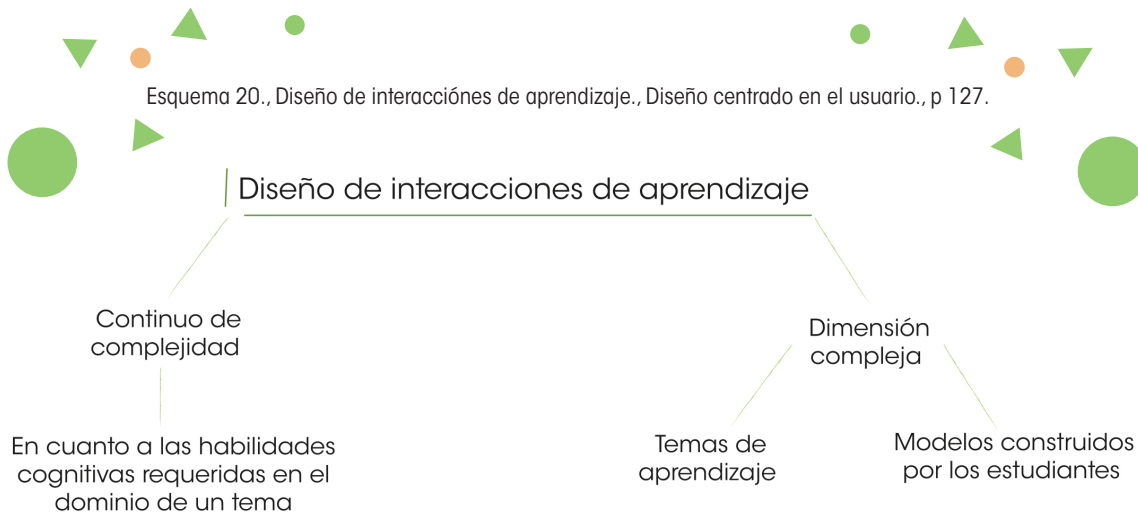 Esquema 20., Diseño de interacciónes de aprendizaje., Diseño centrado en el usuario., p 127.
Diseño de interacciones de aprendizaje
Continuo de
complejidad
En cuanto a las habilidades
cognitivas requeridas en el
dominio de un tema
Dimensión
compleja
Temas de
aprendizaje
Modelos construidos
por los estudiantes